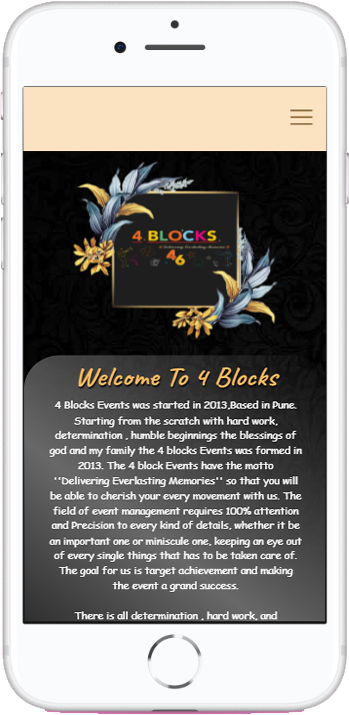 4 BLOCKS
46
Welcome To 4 Blocks
4 Blocks Events was started in 2013,Based in Pune.
Starting from the scratch with hard work,
determination , humble beginnings the blessings of
god and my family the 4 blocks Events was formed in
2013. The 4 block Events have the motto
''Delivering Everlasting Memories'' so that you will
be able to cherish your every movement with us. The
field of event management requires 100% attention
and Precision to every kind of details, whether it be
an important one or miniscule one, keeping an eye out
of every single things that has to be taken care of.
The goal for us is target achievement and making
the event a grand success.
There is all determination , hard work, and